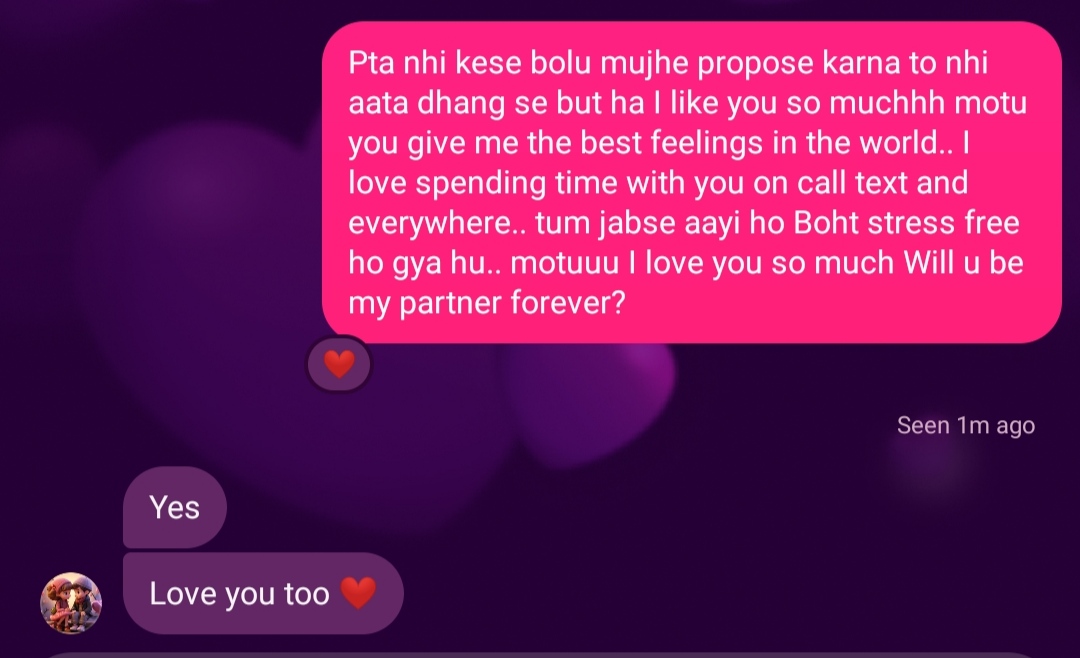 Pta nhi kese bolu mujhe propose karna to nhi
aata dhang se but ha I like you so muchhh motu
you give me the best feelings in the world.. I
love spending time with you on call text and
everywhere.. tum jabse aayi ho Boht stress free
ho gya hu.. motuuu I love you so much Will u be
my partner forever?
❤️
Seen 1m ago
Yes
Love you too ❤️